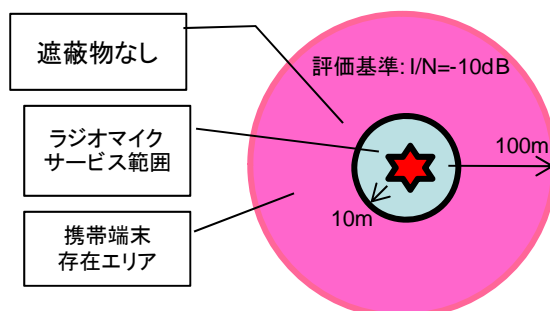 遮蔽物なし
評価基準: I/N=-10dB
ラジオマイク
サービス範囲
100m
10m
携帯端末
存在エリア